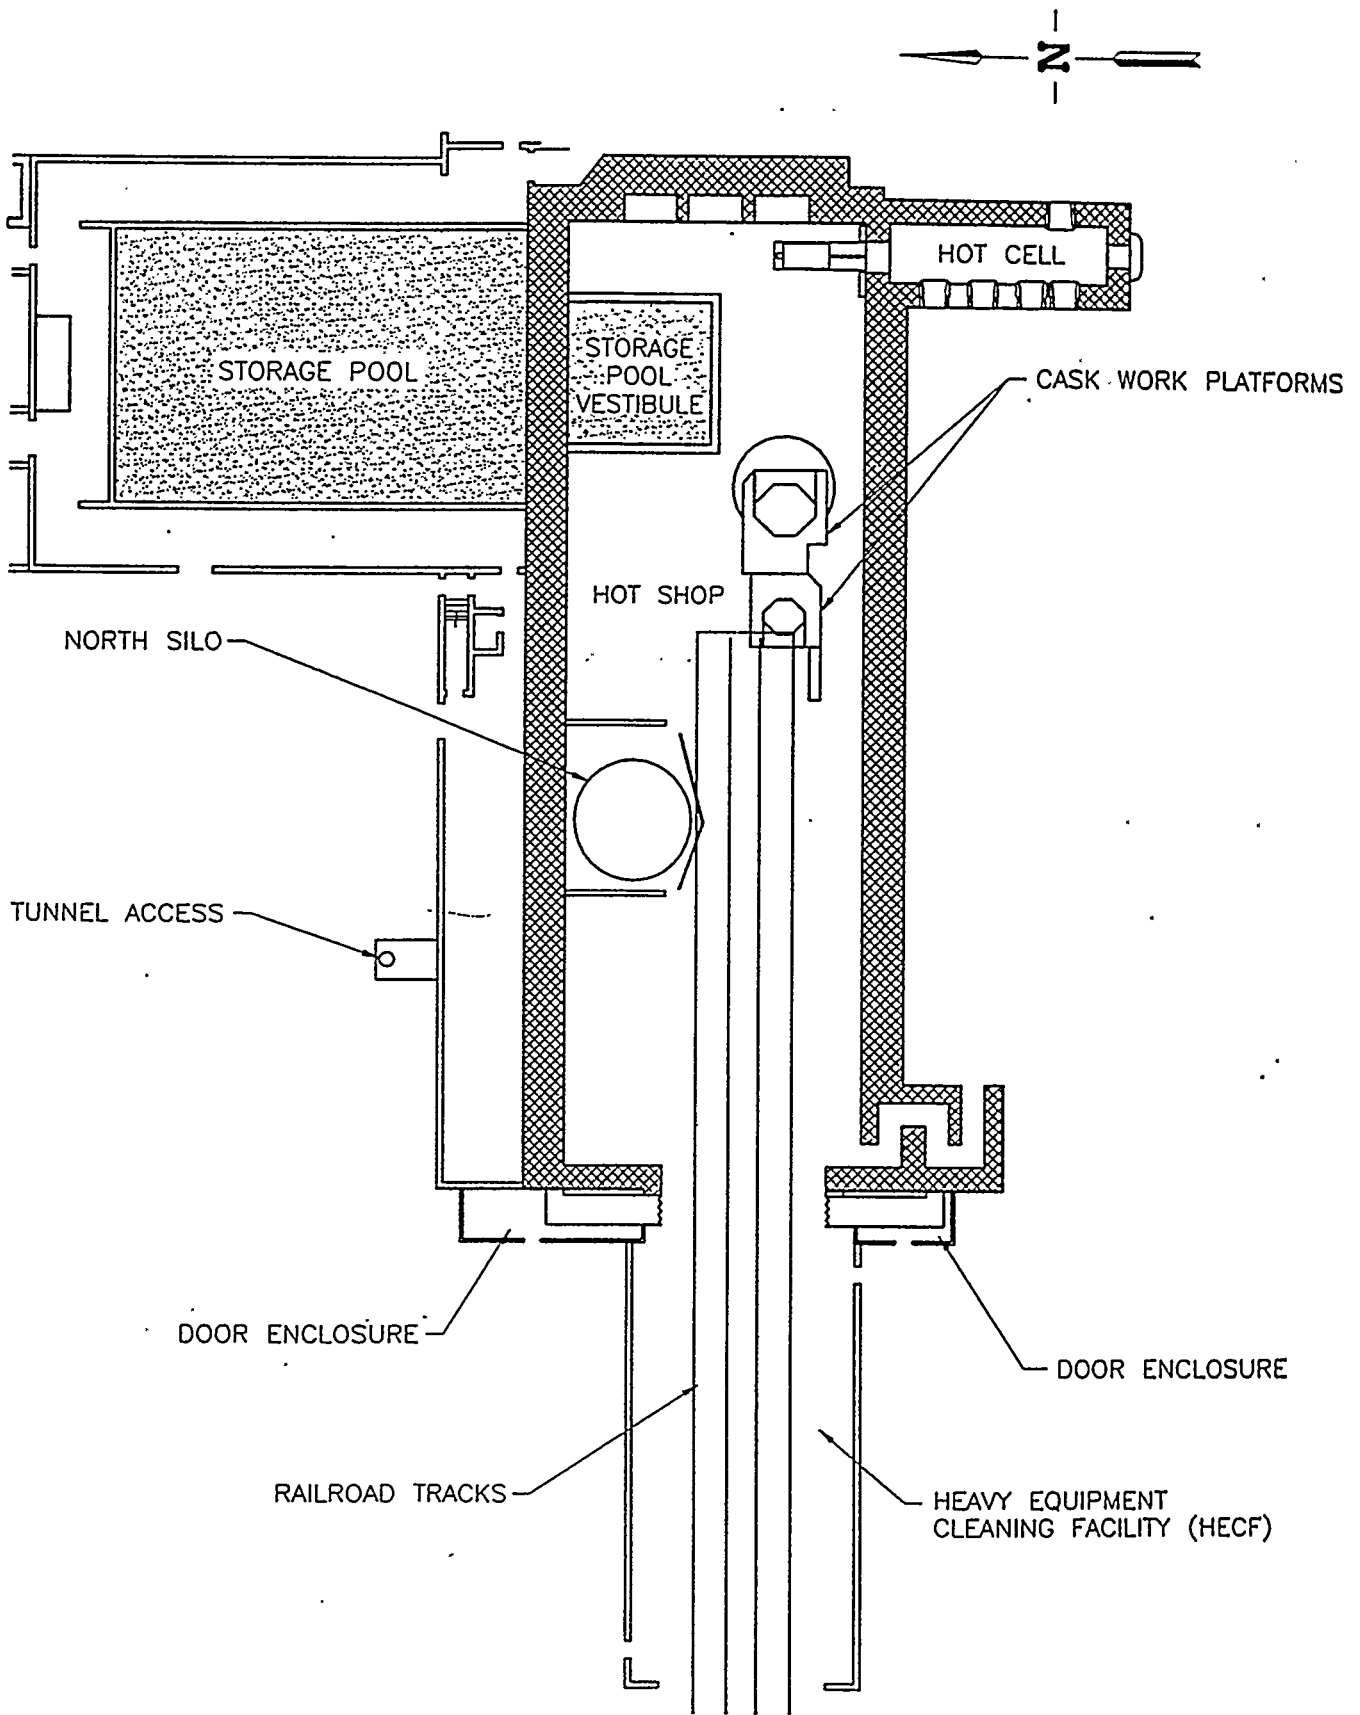 N
HOT CELL
STORAGE POOL
STORAGE
POOL
VESTIBULE
CASK WORK PLATFORMS
HOT SHOP
NORTH SILO
TUNNEL ACCESS
DOOR ENCLOSURE
DOOR ENCLOSURE
RAILROAD TRACKS
HEAVY EQUIPMENT
CLEANING FACILITY (HECF)